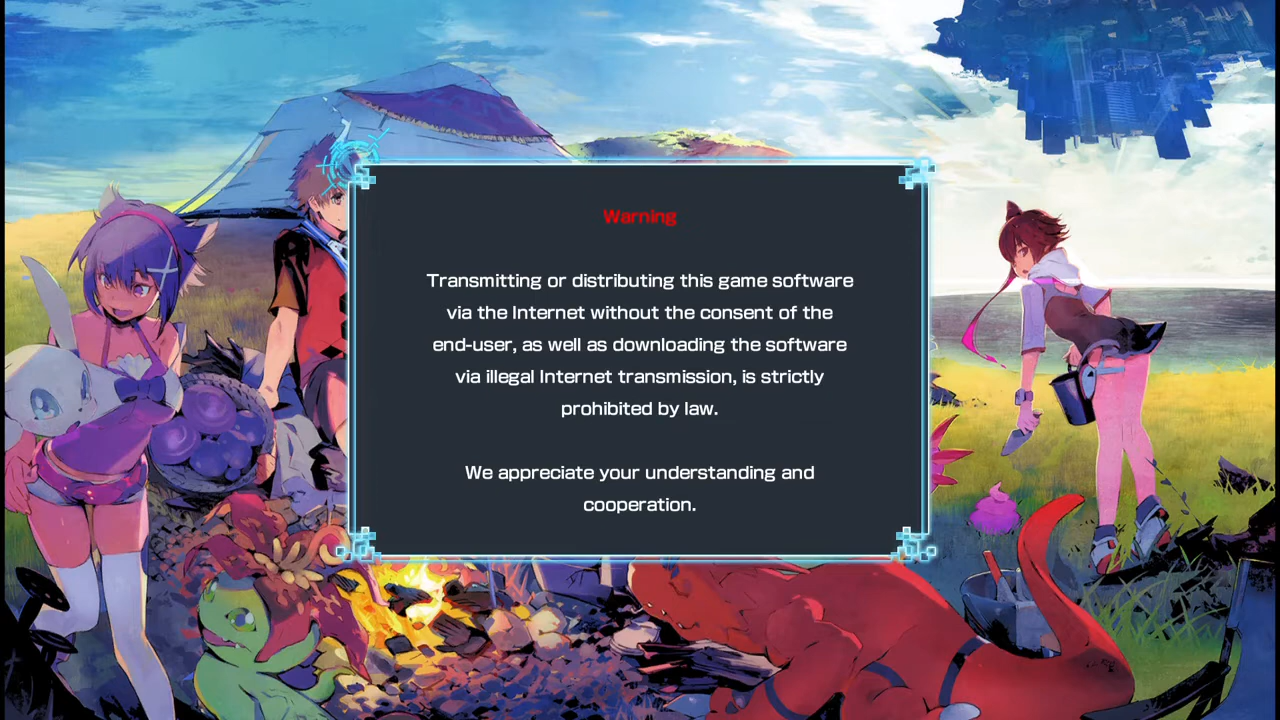 Warning
Transmitting or distributing this game software
via the Internet without the consent of the
end-user, as well as downloading the software
via illegal Internet transmission, is strictly
prohibited by law.
We appreciate your understanding and
cooperation.